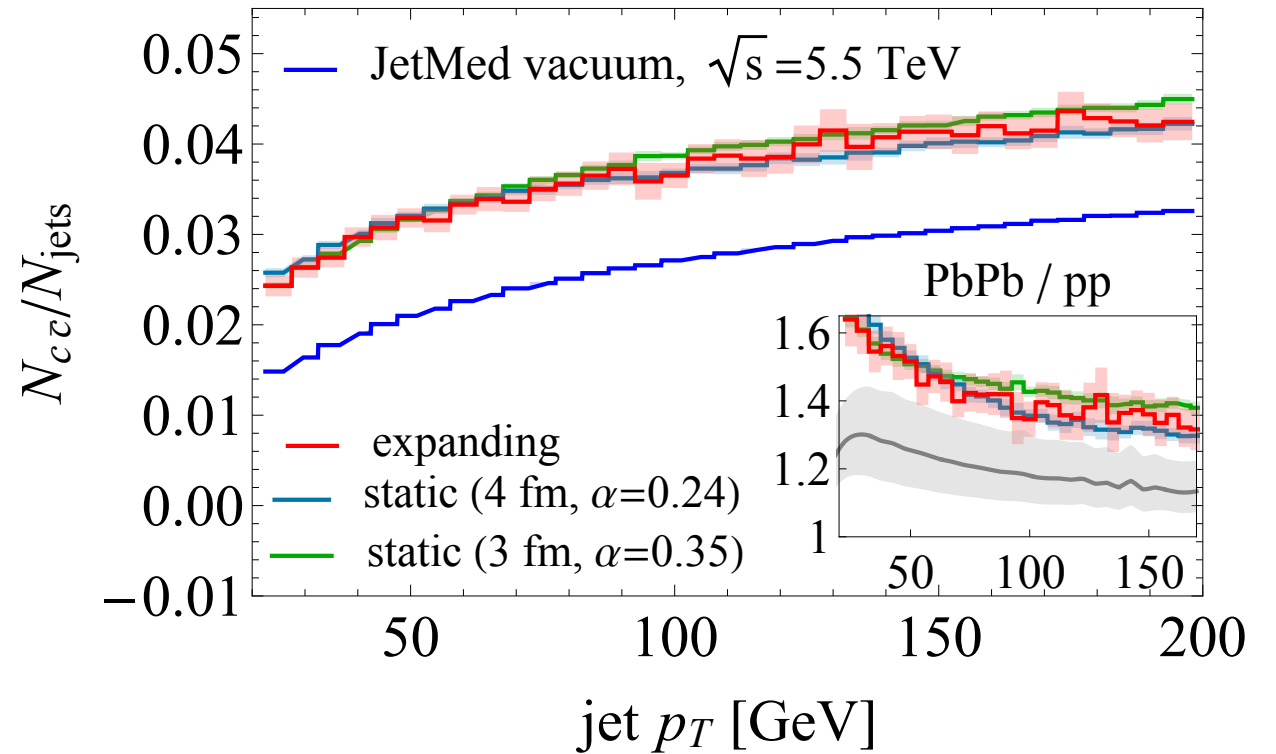 JetMed vacuum, √s =5.5 TeV
0.05
0.04
0.03
0.02
0.01
0.00
−0.01
N_{c c}/N_{jets}
expanding
static (4 fm, α=0.24)
static (3 fm, α=0.35)
PbPb / pp
1.6
1.4
1.2
1
50 100 150
50 100 150 200
jet p_T [GeV]